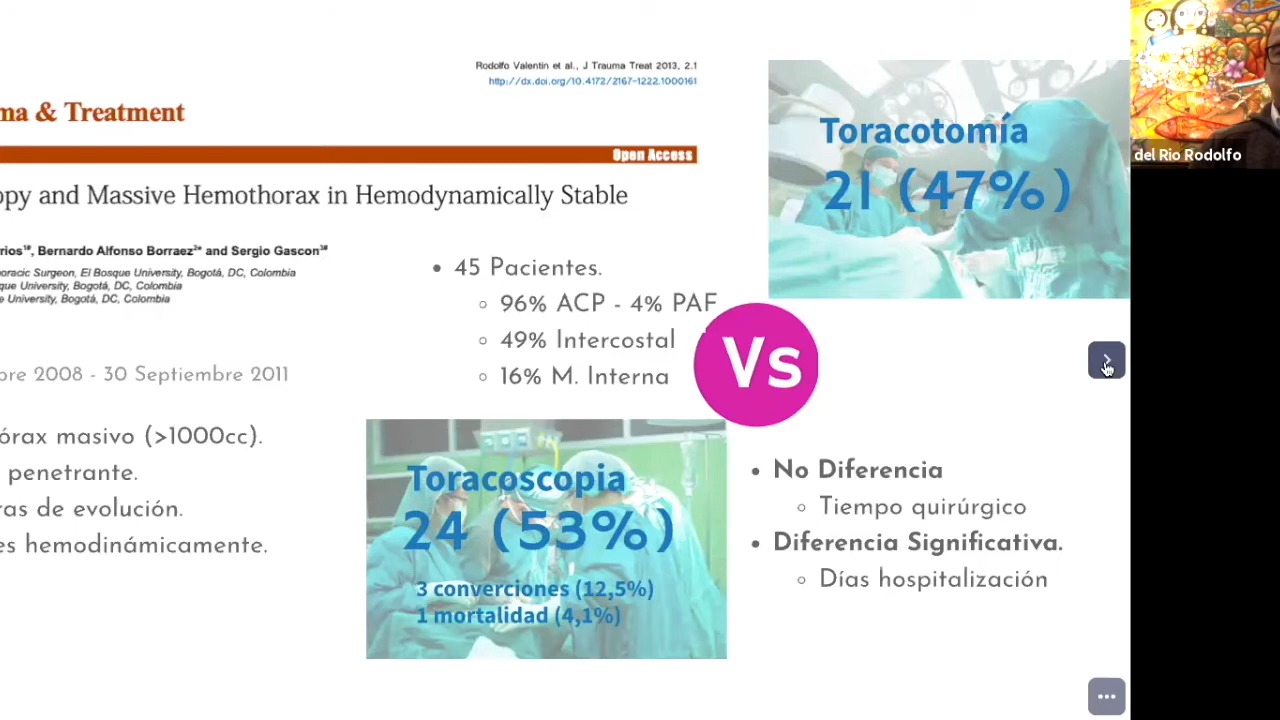 Rodolfo Valentin et al., J Trauma Treat 2013, 2.1
http://dx.doi.org/10.4172/2167-1222.1000161
ma & Treatment
Open Access
opy and Massive Hemothorax in Hemodynamically Stable
rios¹#, Bernardo Alfonso Borraez²* and Sergio Gascon³#
horacic Surgeon, El Bosque University, Bogotá, DC, Colombia
que University, Bogotá, DC, Colombia
e University, Bogotá, DC, Colombia
bre 2008 - 30 Septiembre 2011
órax masivo (>1000cc).
penetrante.
ras de evolución.
es hemodinámicamente.
• 45 Pacientes.
◦ 96% ACP - 4% PAF
◦ 49% Intercostal
◦ 16% M. Interna
Toracotomía
21 (47%)
Vs
Toracoscopia
24 (53%)
3 converciones (12,5%)
1 mortalidad (4,1%)
• No Diferencia
◦ Tiempo quirúrgico
• Diferencia Significativa.
◦ Días hospitalización
del Rio Rodolfo